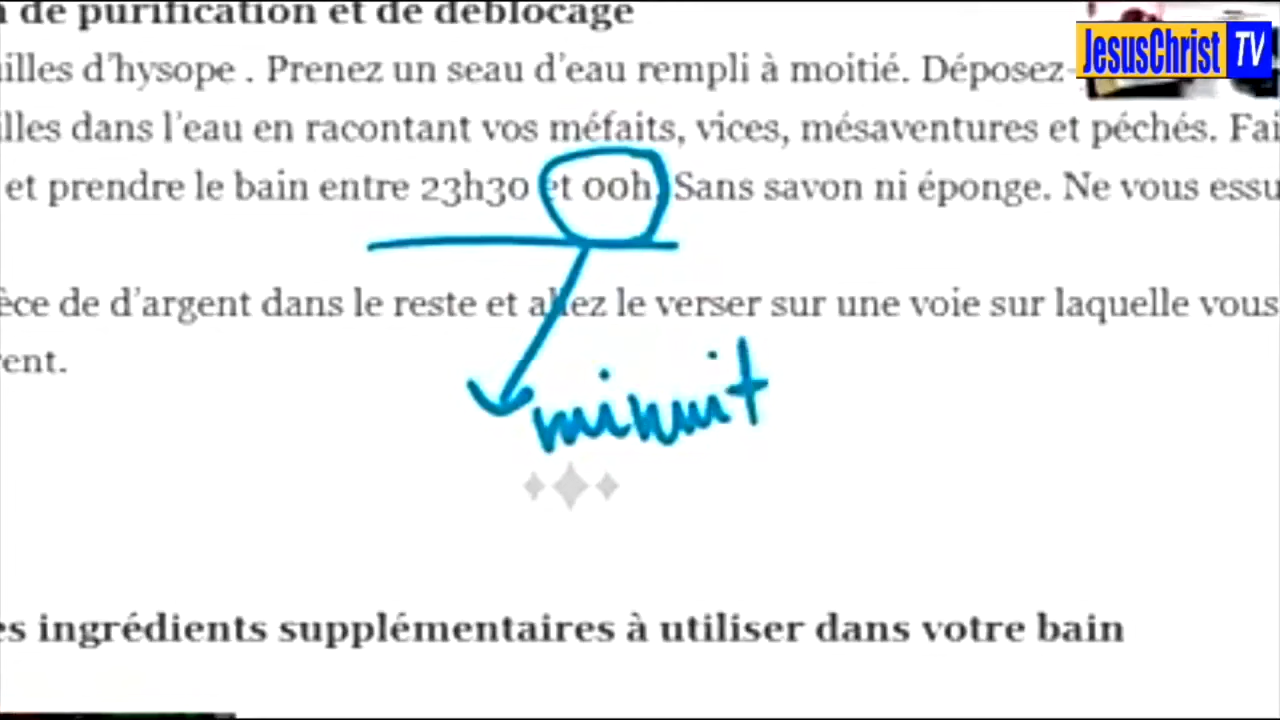 de purification et de déblocage
illes d'hysope . Prenez un seau d'eau rempli à moitié. Déposez-
illes dans l'eau en racontant vos méfaits, vices, mésaventures et péchés. Fai
et prendre le bain entre 23h30 et 00h. Sans savon ni éponge. Ne vous essu
èce de d'argent dans le reste et allez le verser sur une voie sur laquelle vous
rent.
minuit
es ingrédients supplémentaires à utiliser dans votre bain
JesusChrist TV